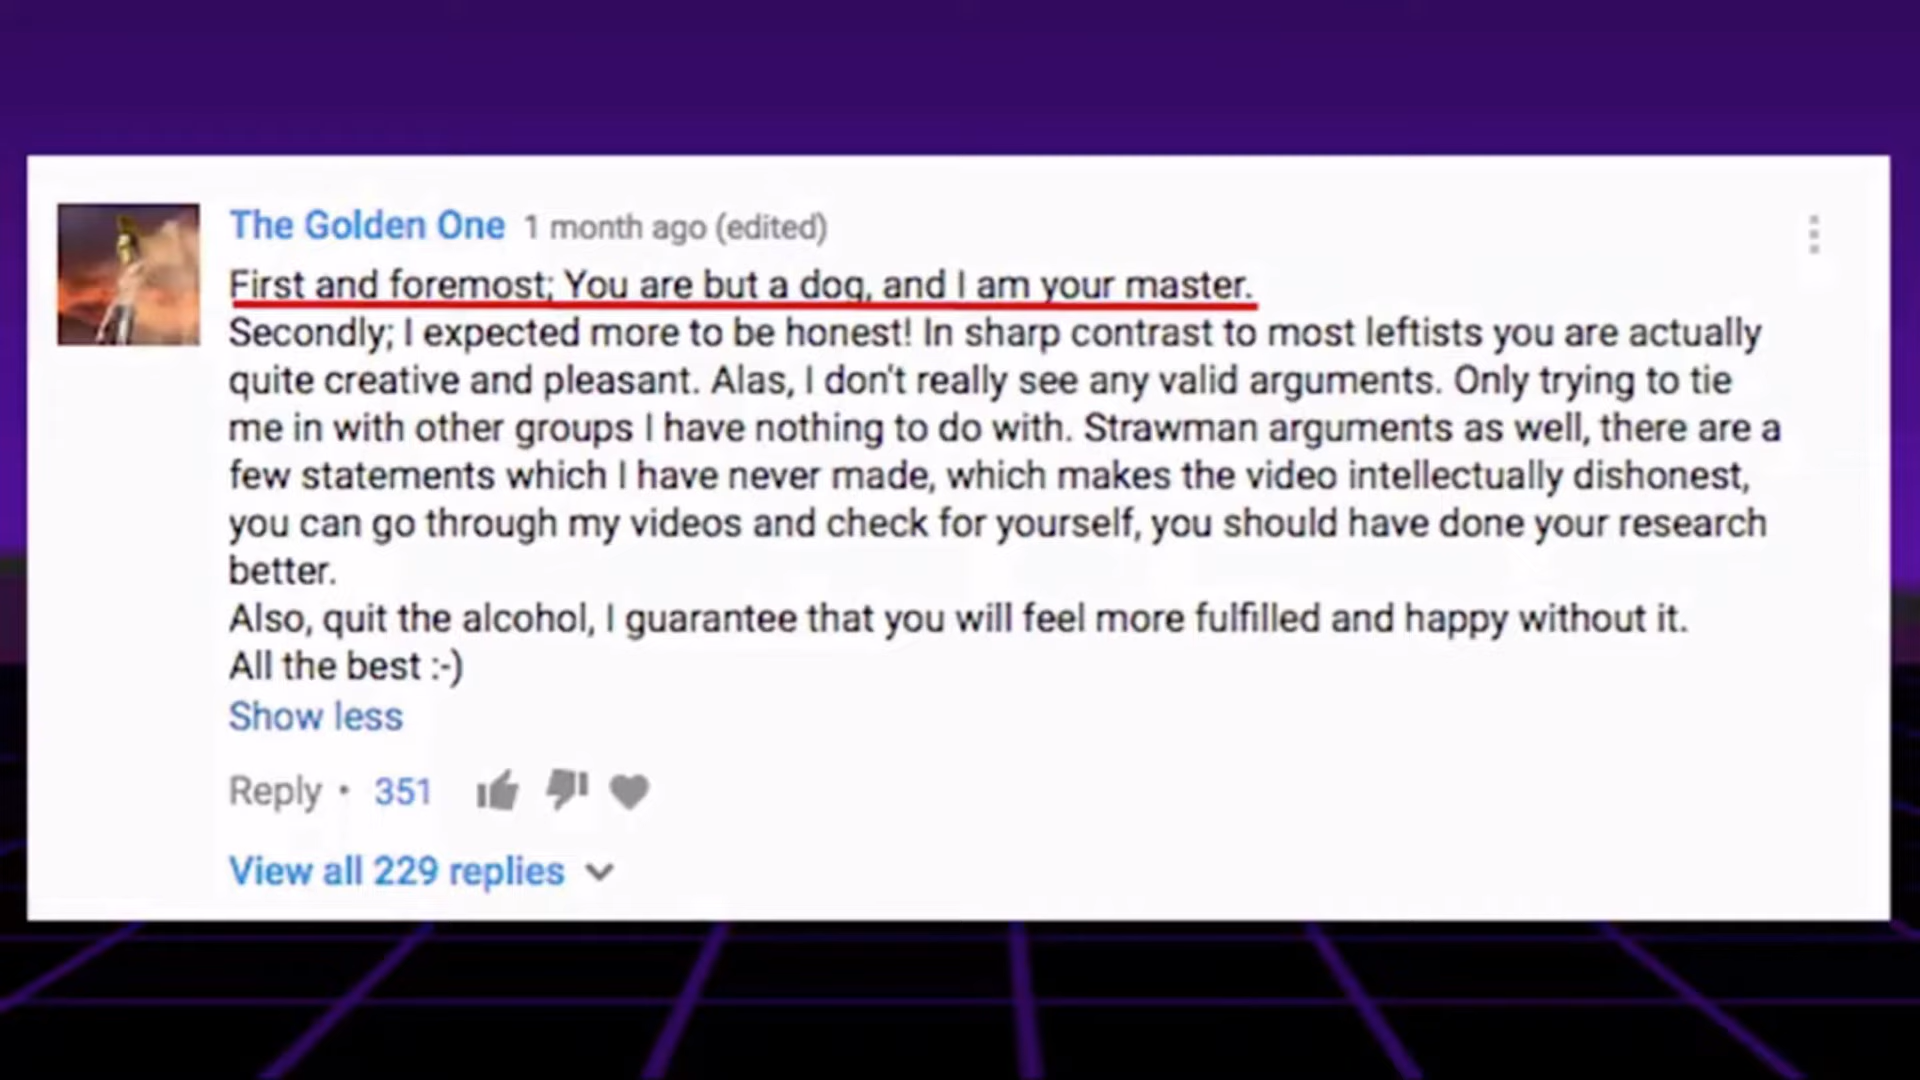 The Golden One 1 month ago (edited)
First and foremost; You are but a dog, and I am your master.
Secondly; I expected more to be honest! In sharp contrast to most leftists you are actually
quite creative and pleasant. Alas, I don't really see any valid arguments. Only trying to tie
me in with other groups I have nothing to do with. Strawman arguments as well, there are a
few statements which I have never made, which makes the video intellectually dishonest,
you can go through my videos and check for yourself, you should have done your research
better.
Also, quit the alcohol, I guarantee that you will feel more fulfilled and happy without it.
All the best :-)
Show less
Reply • 351
View all 229 replies